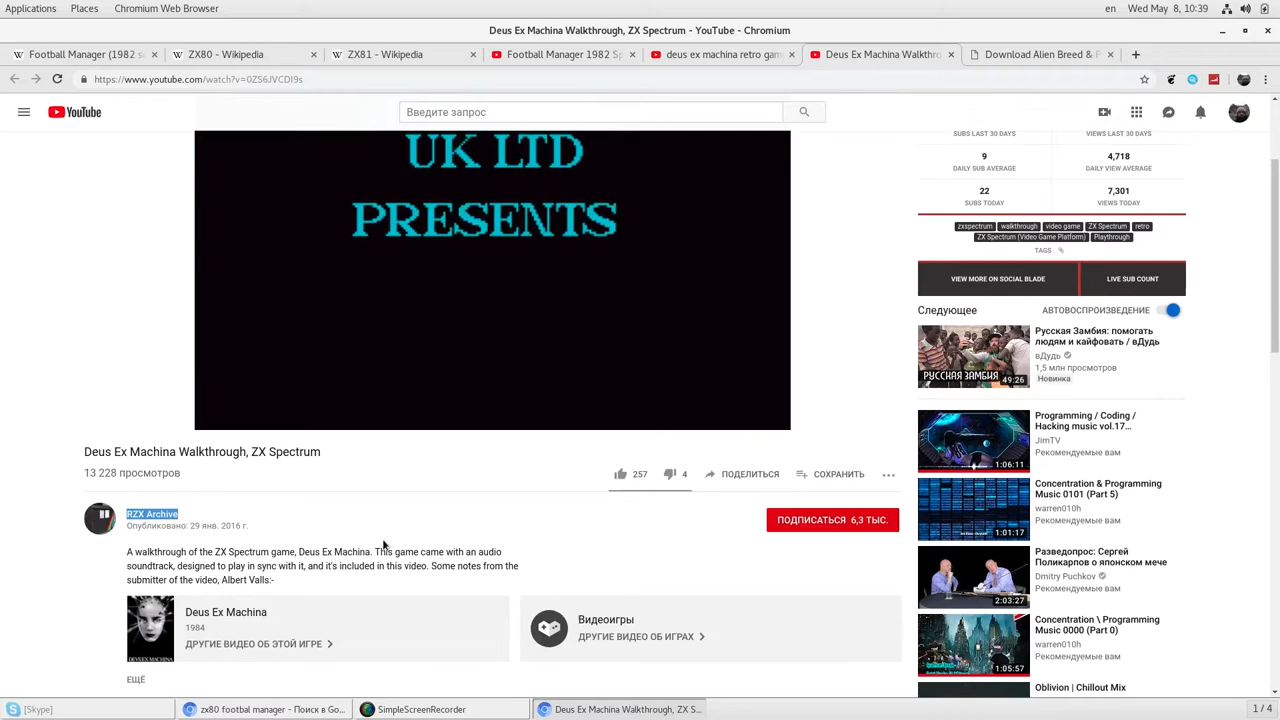 Applications Places Chromium Web Browser en Wed May 8, 10:39
Deus Ex Machina Walkthrough, ZX Spectrum - YouTube - Chromium
Football Manager (1982 s ZX80 - Wikipedia ZX81 - Wikipedia Football Manager 1982 Sp deus ex machina retro gam Deus Ex Machina Walkthro Download Alien Breed & P
https://www.youtube.com/watch?v=0ZS6JVCDI9s
YouTube Введите запрос
UK LTD
PRESENTS
SUBS LAST 30 DAYS VIEWS LAST 30 DAYS
9 4,718
DAILY SUB AVERAGE DAILY VIEW AVERAGE
22 7,301
SUBS TODAY VIEWS TODAY
zxspectrum walkthrough video game ZX Spectrum retro
ZX Spectrum (Video Game Platform) Playthrough
TAGS
VIEW MORE ON SOCIAL BLADE LIVE SUB COUNT
Следующее АВТОВОСПРОИЗВЕДЕНИЕ
РУССКАЯ ЗАМБИЯ 49:26
Русская Замбия: помогать
людям и кайфовать / вДудь
вДудь
1,5 млн просмотров
Новинка
Programming / Coding /
Hacking music vol.17…
JimTV
Рекомендуемые вам
1:06:11
Concentration & Programming
Music 0101 (Part 5)
warren010h
Рекомендуемые вам
1:01:17
Разведопрос: Сергей
Поликарпов о японском мече
Dmitry Puchkov
Рекомендуемые вам
2:03:27
Concentration \ Programming
Music 0000 (Part 0)
warren010h
Рекомендуемые вам
1:05:57
Oblivion | Chillout Mix
Deus Ex Machina Walkthrough, ZX Spectrum
13 228 просмотров
257 4 ПОДЕЛИТЬСЯ СОХРАНИТЬ
RZX Archive
Опубликовано: 29 янв. 2016 г.
ПОДПИСАТЬСЯ 6,3 ТЫС.
A walkthrough of the ZX Spectrum game, Deus Ex Machina. This game came with an audio
soundtrack, designed to play in sync with it, and it's included in this video. Some notes from the
submitter of the video, Albert Valls:-
DEUS EX MACHINA
Deus Ex Machina
1984
ДРУГИЕ ВИДЕО ОБ ЭТОЙ ИГРЕ
Видеоигры
ДРУГИЕ ВИДЕО ОБ ИГРАХ
ЕЩЁ
[Skype] zx80 footbal manager - Поиск в Go... SimpleScreenRecorder Deus Ex Machina Walkthrough, ZX S... 1 / 4